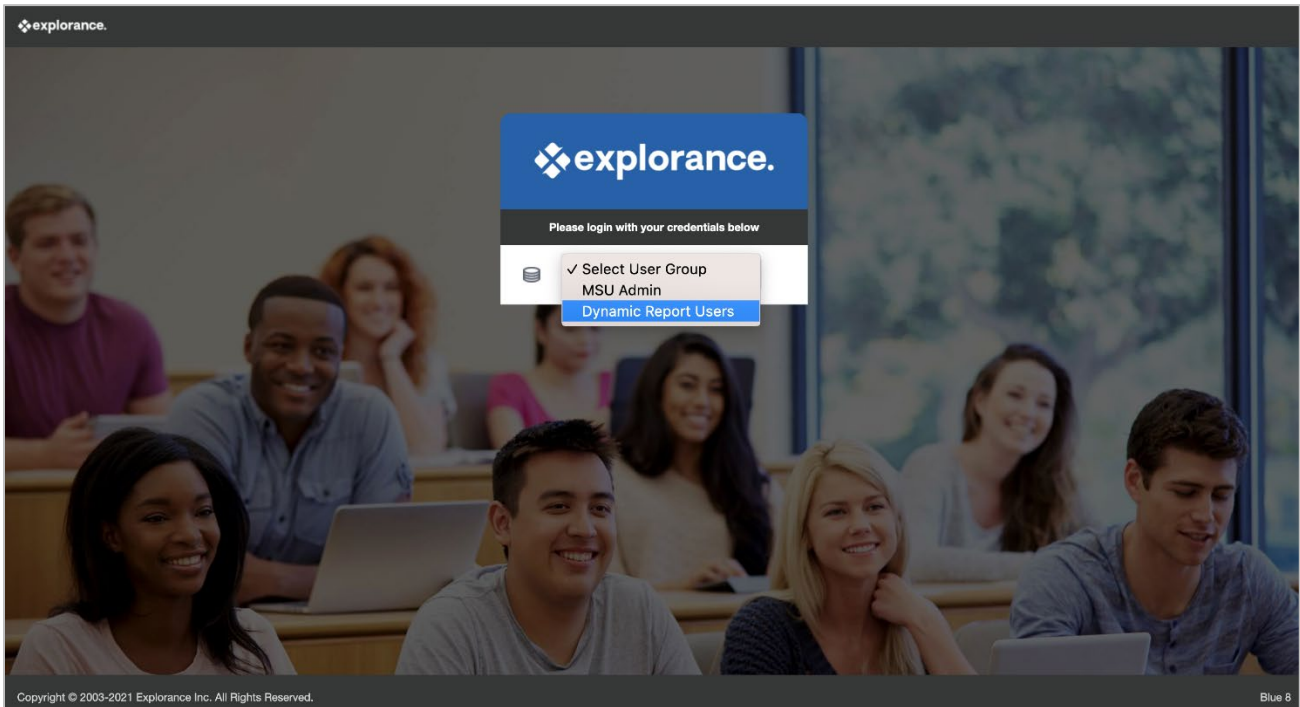 explorance.
explorance.
Please login with your credentials below
✓ Select User Group
MSU Admin
Dynamic Report Users
Copyright © 2003-2021 Explorance Inc. All Rights Reserved.
Blue 8